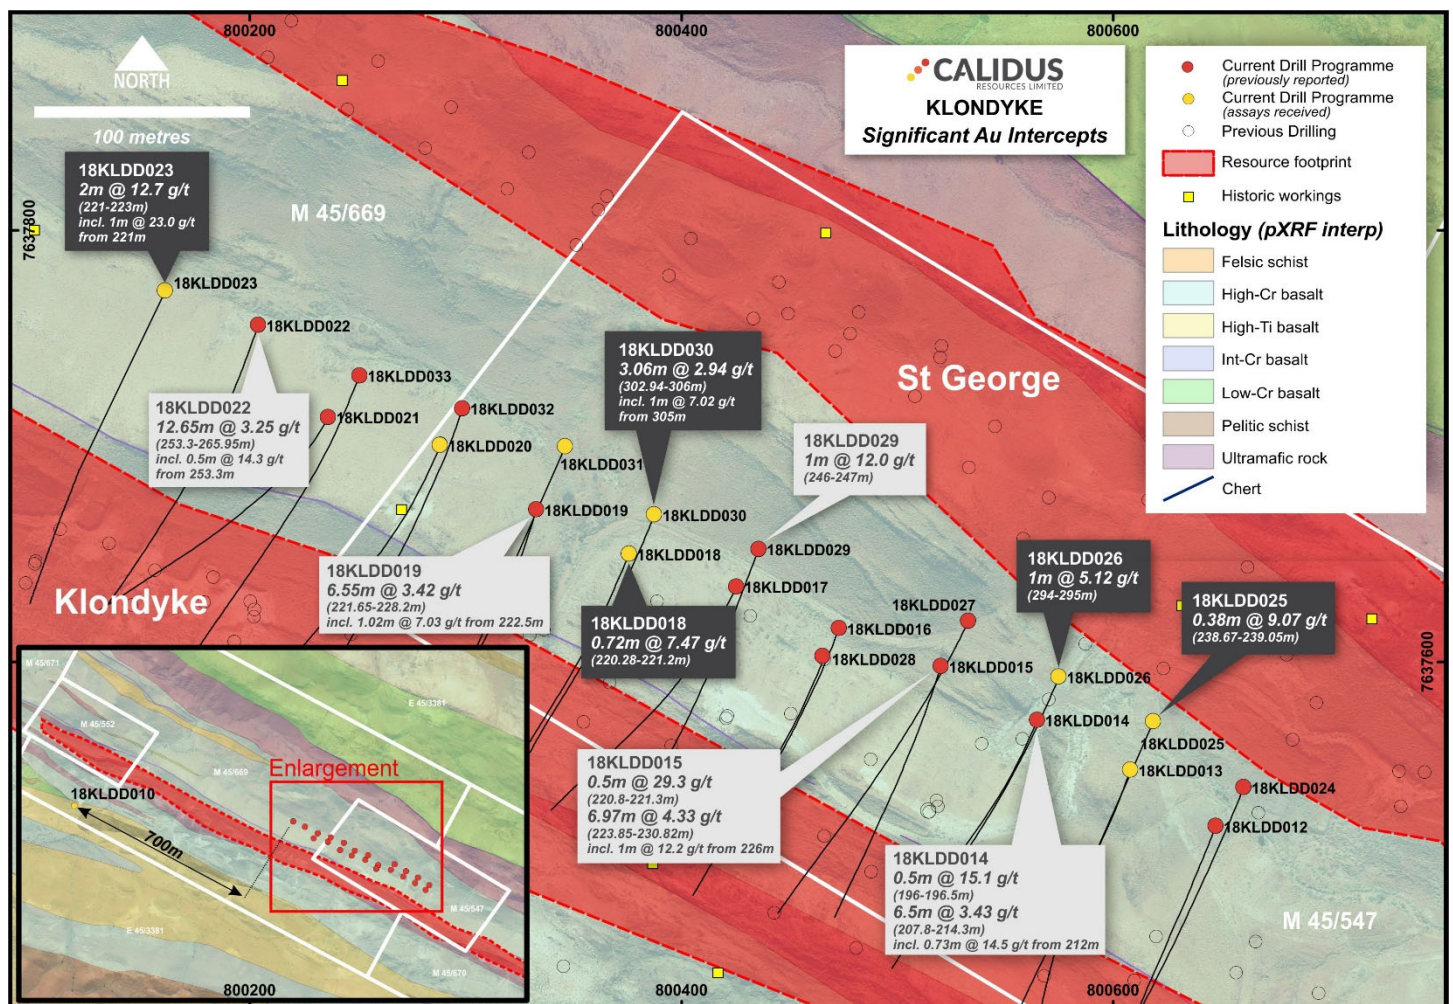 800200
800400
800600
NORTH
100 metres
CALIDUS
RESOURCES LIMITED
KLONDYKE
Significant Au Intercepts
Current Drill Programme
(previously reported)
Current Drill Programme
(assays received)
Previous Drilling
Resource footprint
Historic workings
Lithology (pXRF interp)
Felsic schist
High-Cr basalt
High-Ti basalt
Int-Cr basalt
Low-Cr basalt
Pelitic schist
Ultramafic rock
Chert
18KLDD023
2m @ 12.7 g/t
(221-223m)
incl. 1m @ 23.0 g/t
from 221m
M 45/669
7637800
18KLDD023
18KLDD022
18KLDD033
18KLDD021
18KLDD032
18KLDD020
18KLDD031
18KLDD022
12.65m @ 3.25 g/t
(253.3-265.95m)
incl. 0.5m @ 14.3 g/t
from 253.3m
18KLDD030
3.06m @ 2.94 g/t
(302.94-306m)
incl. 1m @ 7.02 g/t
from 305m
St George
18KLDD029
1m @ 12.0 g/t
(246-247m)
18KLDD019
18KLDD030
18KLDD018
18KLDD029
18KLDD017
18KLDD019
6.55m @ 3.42 g/t
(221.65-228.2m)
incl. 1.02m @ 7.03 g/t from 222.5m
18KLDD026
1m @ 5.12 g/t
(294-295m)
18KLDD025
0.38m @ 9.07 g/t
(238.67-239.05m)
Klondyke
18KLDD018
0.72m @ 7.47 g/t
(220.28-221.2m)
18KLDD027
18KLDD016
18KLDD028
18KLDD015
18KLDD026
7637600
18KLDD014
18KLDD025
18KLDD013
18KLDD024
18KLDD012
18KLDD015
0.5m @ 29.3 g/t
(220.8-221.3m)
6.97m @ 4.33 g/t
(223.85-230.82m)
incl. 1m @ 12.2 g/t from 226m
18KLDD014
0.5m @ 15.1 g/t
(196-196.5m)
6.5m @ 3.43 g/t
(207.8-214.3m)
incl. 0.73m @ 14.5 g/t from 212m
M 45/547
M 45/671
E 45/3381
M 45/552
M 45/669
Enlargement
18KLDD010
700m
M 45/547
E 45/3381
M 45/670
800200
800400
800600